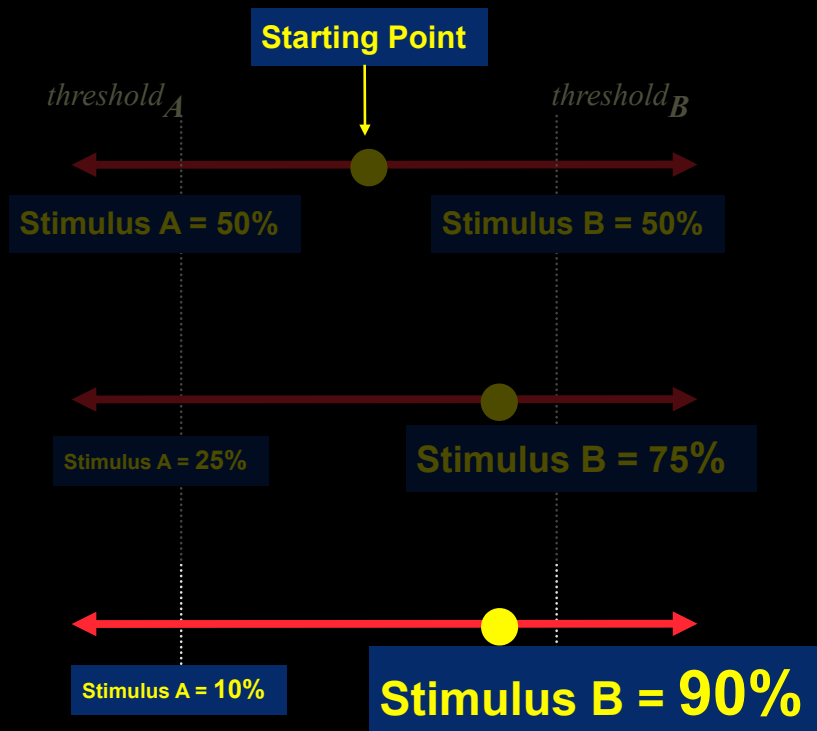 Starting Point
threshold A
threshold B
Stimulus A = 50%
Stimulus B = 50%
Stimulus A = 25%
Stimulus B = 75%
Stimulus A = 10%
Stimulus B = 90%